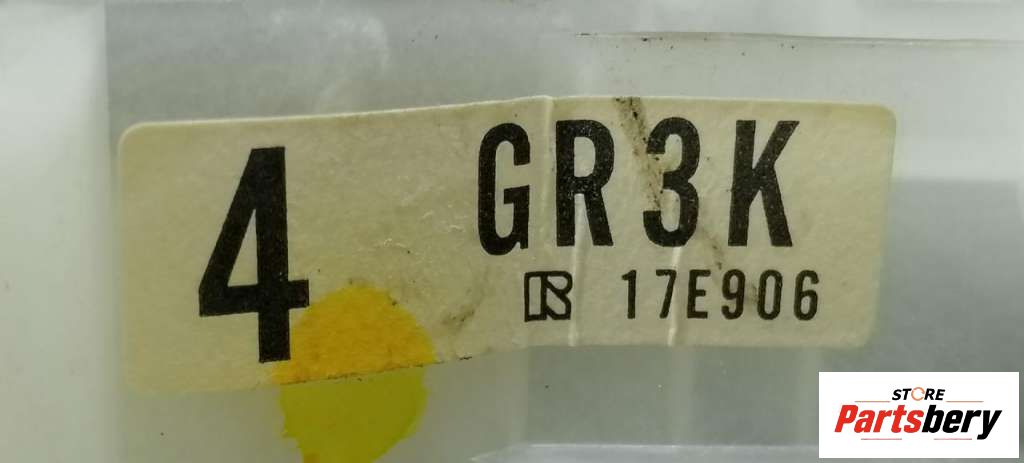 4 GR3K
17E906
STORE
Partsbery